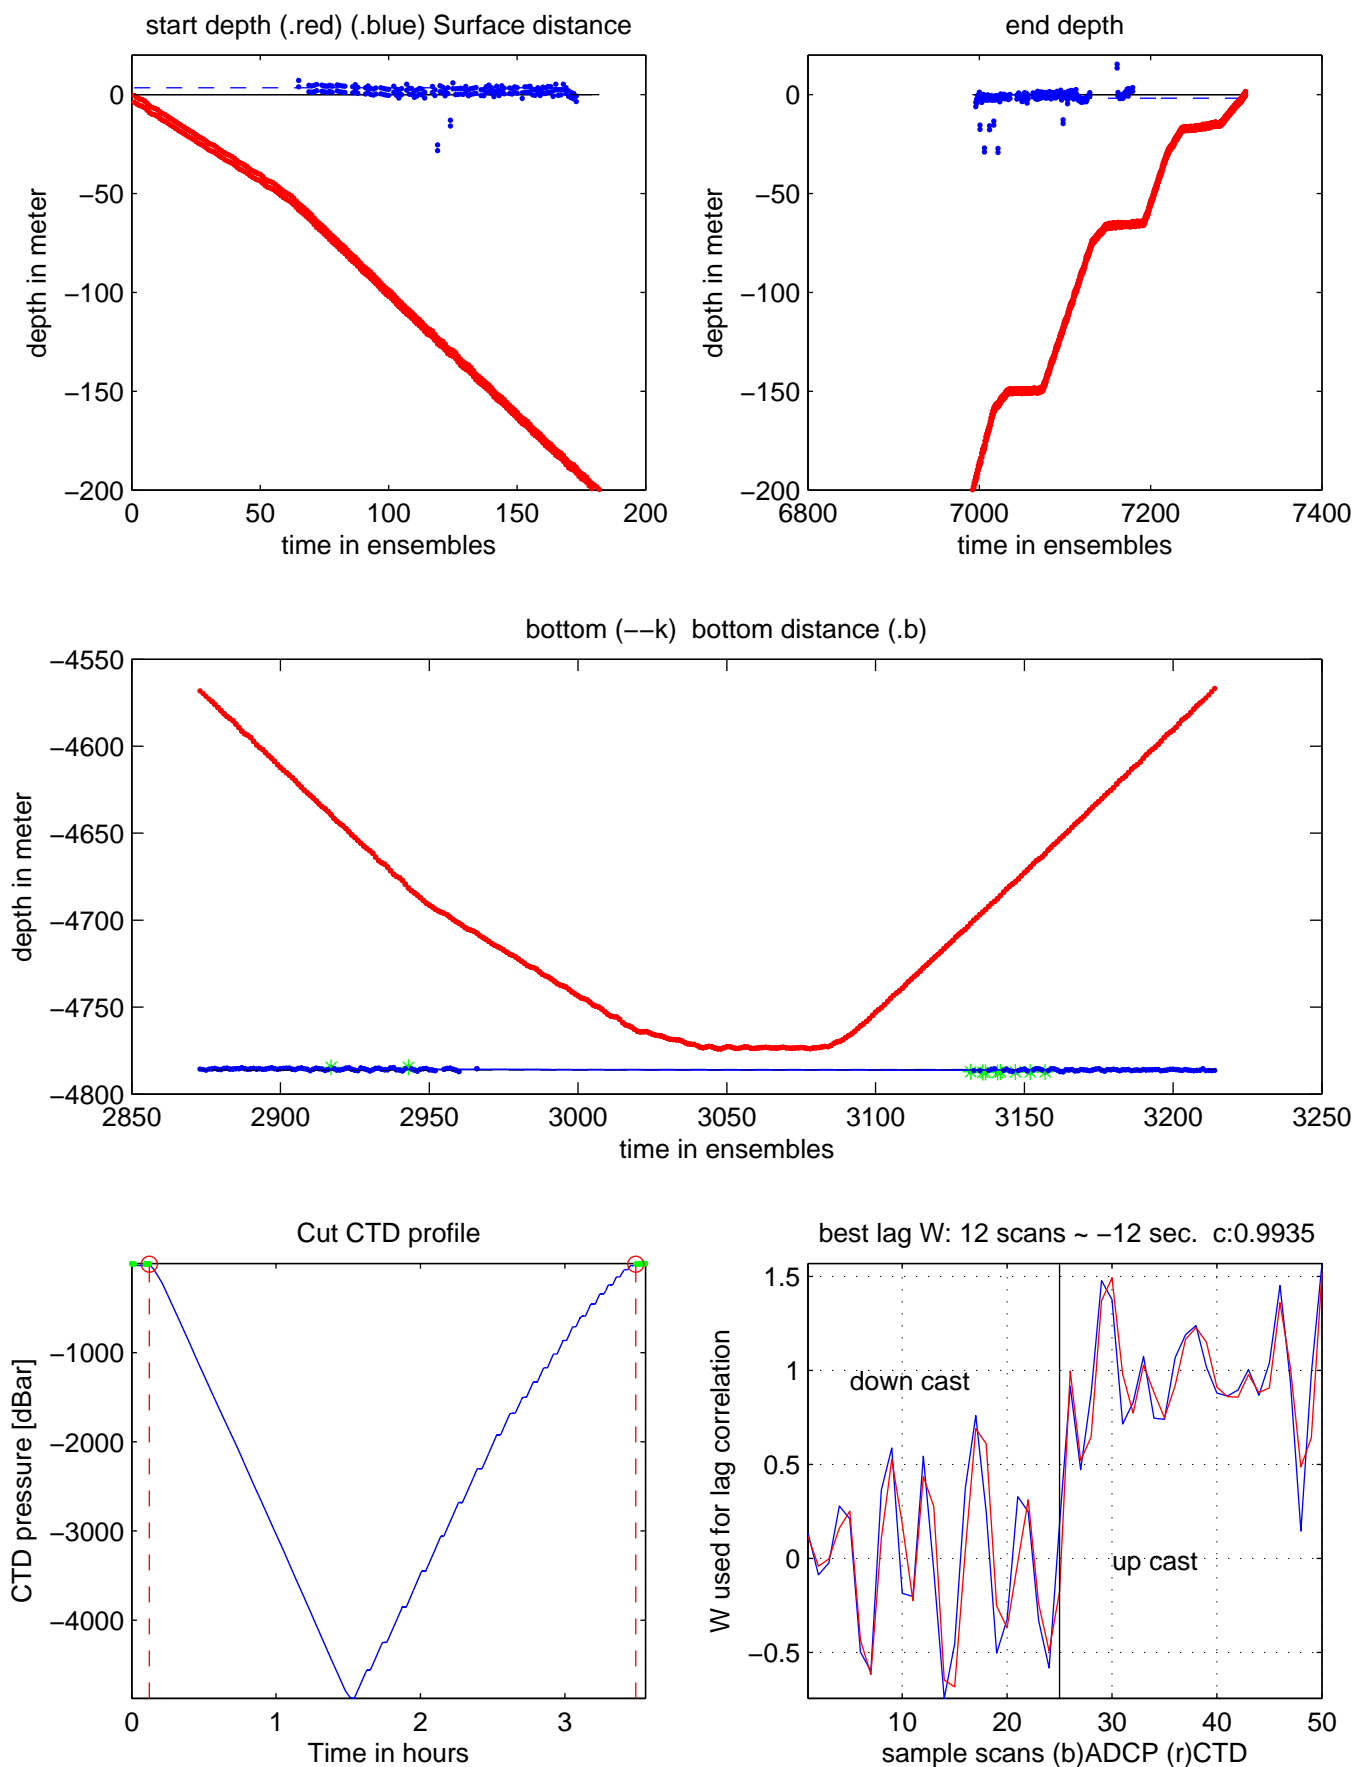 start depth (.red) (.blue) Surface distance
end depth
0
−50
−100
−150
−200
depth in meter
0 50 100 150 200
time in ensembles
0
−50
−100
−150
−200
depth in meter
6800 7000 7200 7400
time in ensembles
bottom (−−k)  bottom distance (.b)
−4550
−4600
−4650
−4700
−4750
−4800
depth in meter
2850 2900 2950 3000 3050 3100 3150 3200 3250
time in ensembles
Cut CTD profile
−1000
−2000
−3000
−4000
CTD pressure [dBar]
0 1 2 3
Time in hours
best lag W: 12 scans ~ −12 sec.  c:0.9935
1.5
1
0.5
0
−0.5
W used for lag correlation
down cast
up cast
10 20 30 40 50
sample scans (b)ADCP (r)CTD